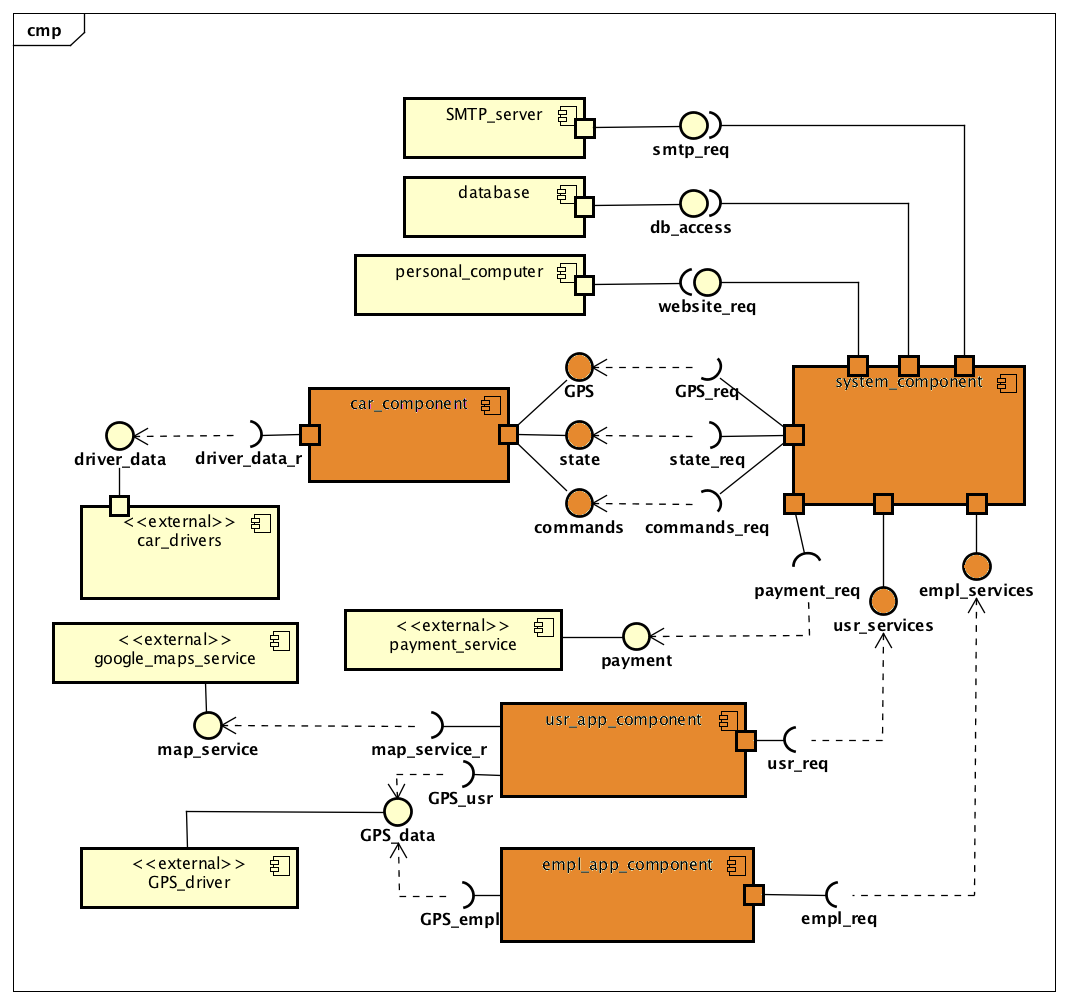 cmp
SMTP_server
smtp_req
database
db_access
personal_computer
website_req
GPS
GPS_req
system_component
car_component
driver_data
driver_data_r
state
state_req
commands
commands_req
<<external>>
car_drivers
payment_req
empl_services
usr_services
<<external>>
payment_service
payment
<<external>>
google_maps_service
map_service
map_service_r
usr_app_component
usr_req
GPS_usr
GPS_data
<<external>>
GPS_driver
empl_app_component
GPS_empl
empl_req